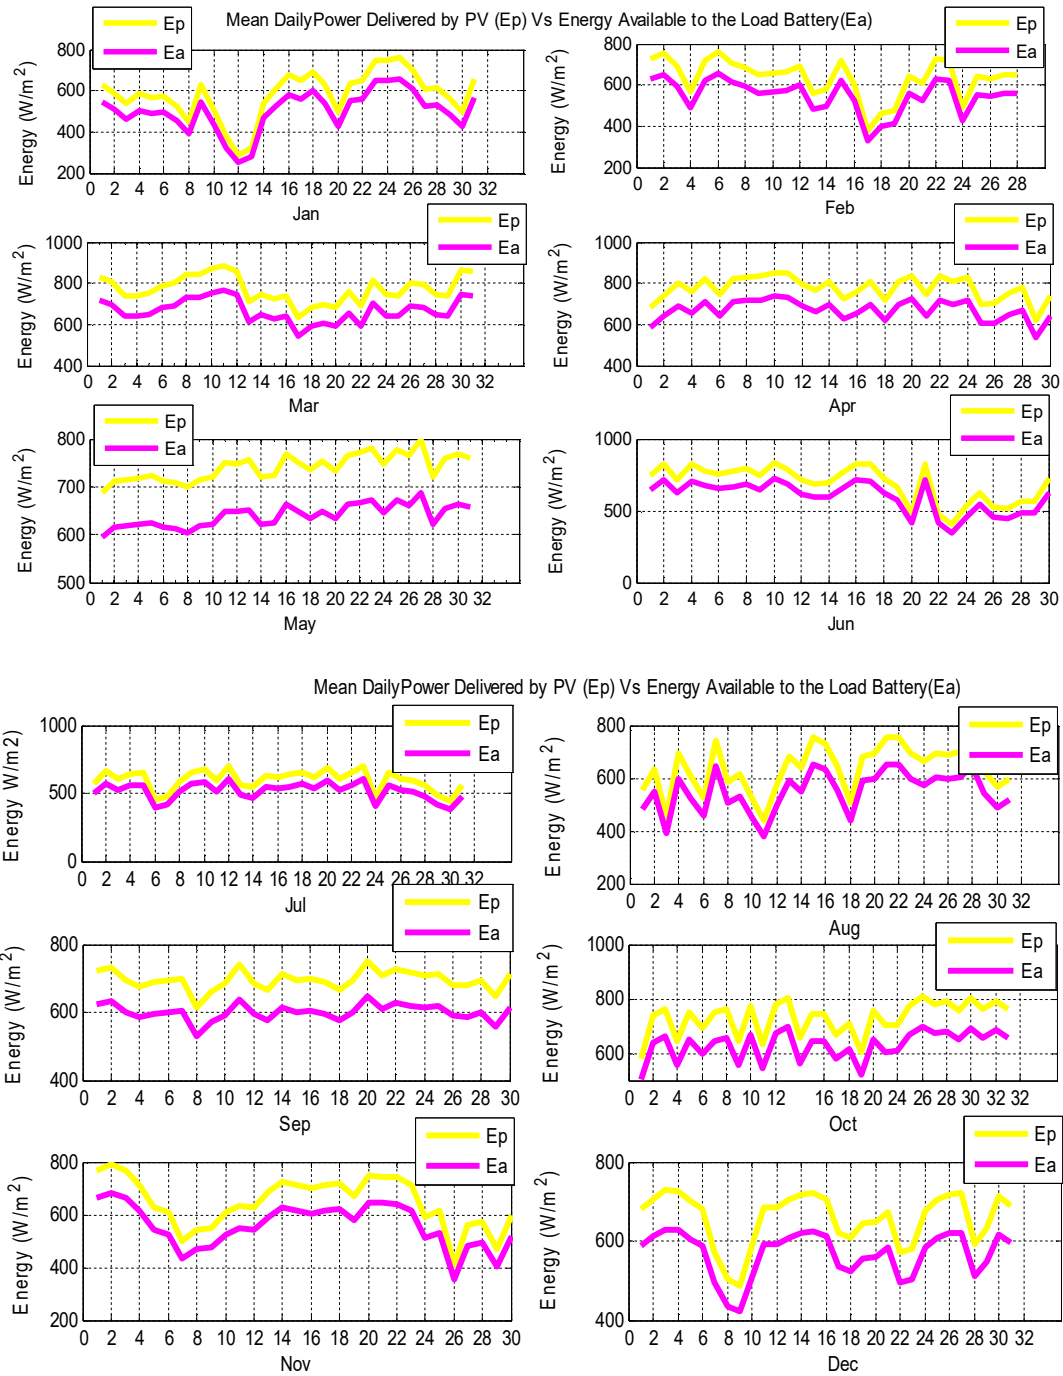 Mean DailyPower Delivered by PV (Ep) Vs Energy Available to the Load Battery(Ea)
Ep
Ea
800
600
400
200
Energy (W/m²)
0 2 4 6 8 10 12 14 16 18 20 22 24 26 28 30 32
Jan
Ep
Ea
800
600
400
200
Energy (W/m²)
0 2 4 6 8 10 12 14 16 18 20 22 24 26 28
Feb
Ep
Ea
1000
800
600
400
Energy (W/m²)
0 2 4 6 8 10 12 14 16 18 20 22 24 26 28 30 32
Mar
Ep
Ea
1000
800
600
400
Energy (W/m²)
0 2 4 6 8 10 12 14 16 18 20 22 24 26 28 30
Apr
Ep
Ea
800
700
600
500
Energy (W/m²)
0 2 4 6 8 10 12 14 16 18 20 22 24 26 28 30 32
May
Ep
Ea
1000
500
0
Energy (W/m²)
0 2 4 6 8 10 12 14 16 18 20 22 24 26 28 30
Jun
Mean DailyPower Delivered by PV (Ep) Vs Energy Available to the Load Battery(Ea)
Ep
Ea
1000
500
0
Energy W/m2)
0 2 4 6 8 10 12 14 16 18 20 22 24 26 28 30 32
Jul
Ep
Ea
800
600
400
200
Energy (W/m²)
0 2 4 6 8 10 12 14 16 18 20 22 24 26 28 30 32
Aug
Ep
Ea
800
600
400
Energy (W/m²)
0 2 4 6 8 10 12 14 16 18 20 22 24 26 28 30
Sep
Ep
Ea
1000
800
600
Energy (W/m²)
0 2 4 6 8 10 12 16 18 20 22 24 26 28 30 32 32
Oct
Ep
Ea
800
600
400
200
Energy (W/m²)
0 2 4 6 8 10 12 14 16 18 20 22 24 26 28 30
Nov
Ep
Ea
800
600
400
Energy (W/m²)
0 2 4 6 8 10 12 14 16 18 20 22 24 26 28 30 32
Dec